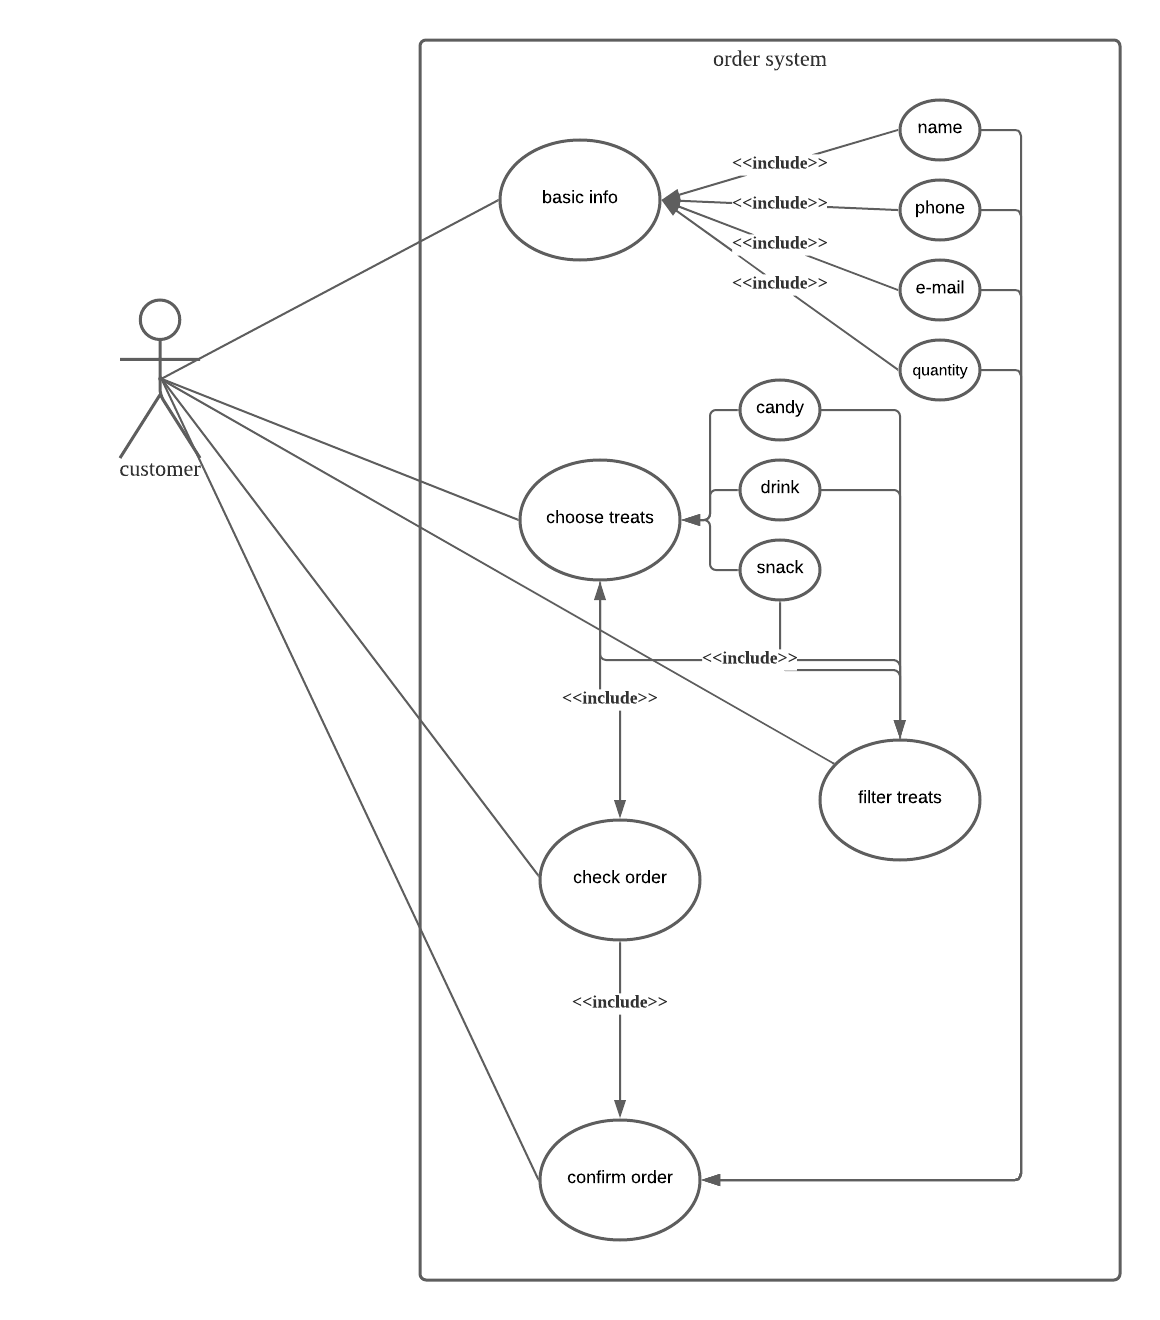 order system
name
<<include>>
basic info
<<include>>
phone
<<include>>
e-mail
<<include>>
quantity
candy
customer
drink
choose treats
snack
<<include>>
<<include>>
filter treats
check order
<<include>>
confirm order